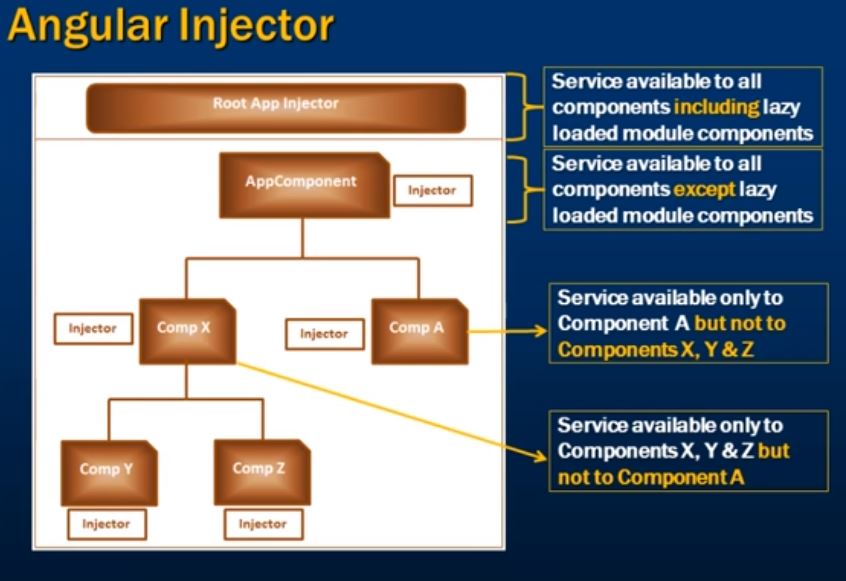 Angular Injector
Root App Injector
Service available to all
components including lazy
loaded module components
AppComponent
Injector
Service available to all
components except lazy
loaded module components
Injector
Comp X
Injector
Comp A
Service available only to
Component A but not to
Components X, Y & Z
Comp Y
Injector
Comp Z
Injector
Service available only to
Components X, Y & Z but
not to Component A